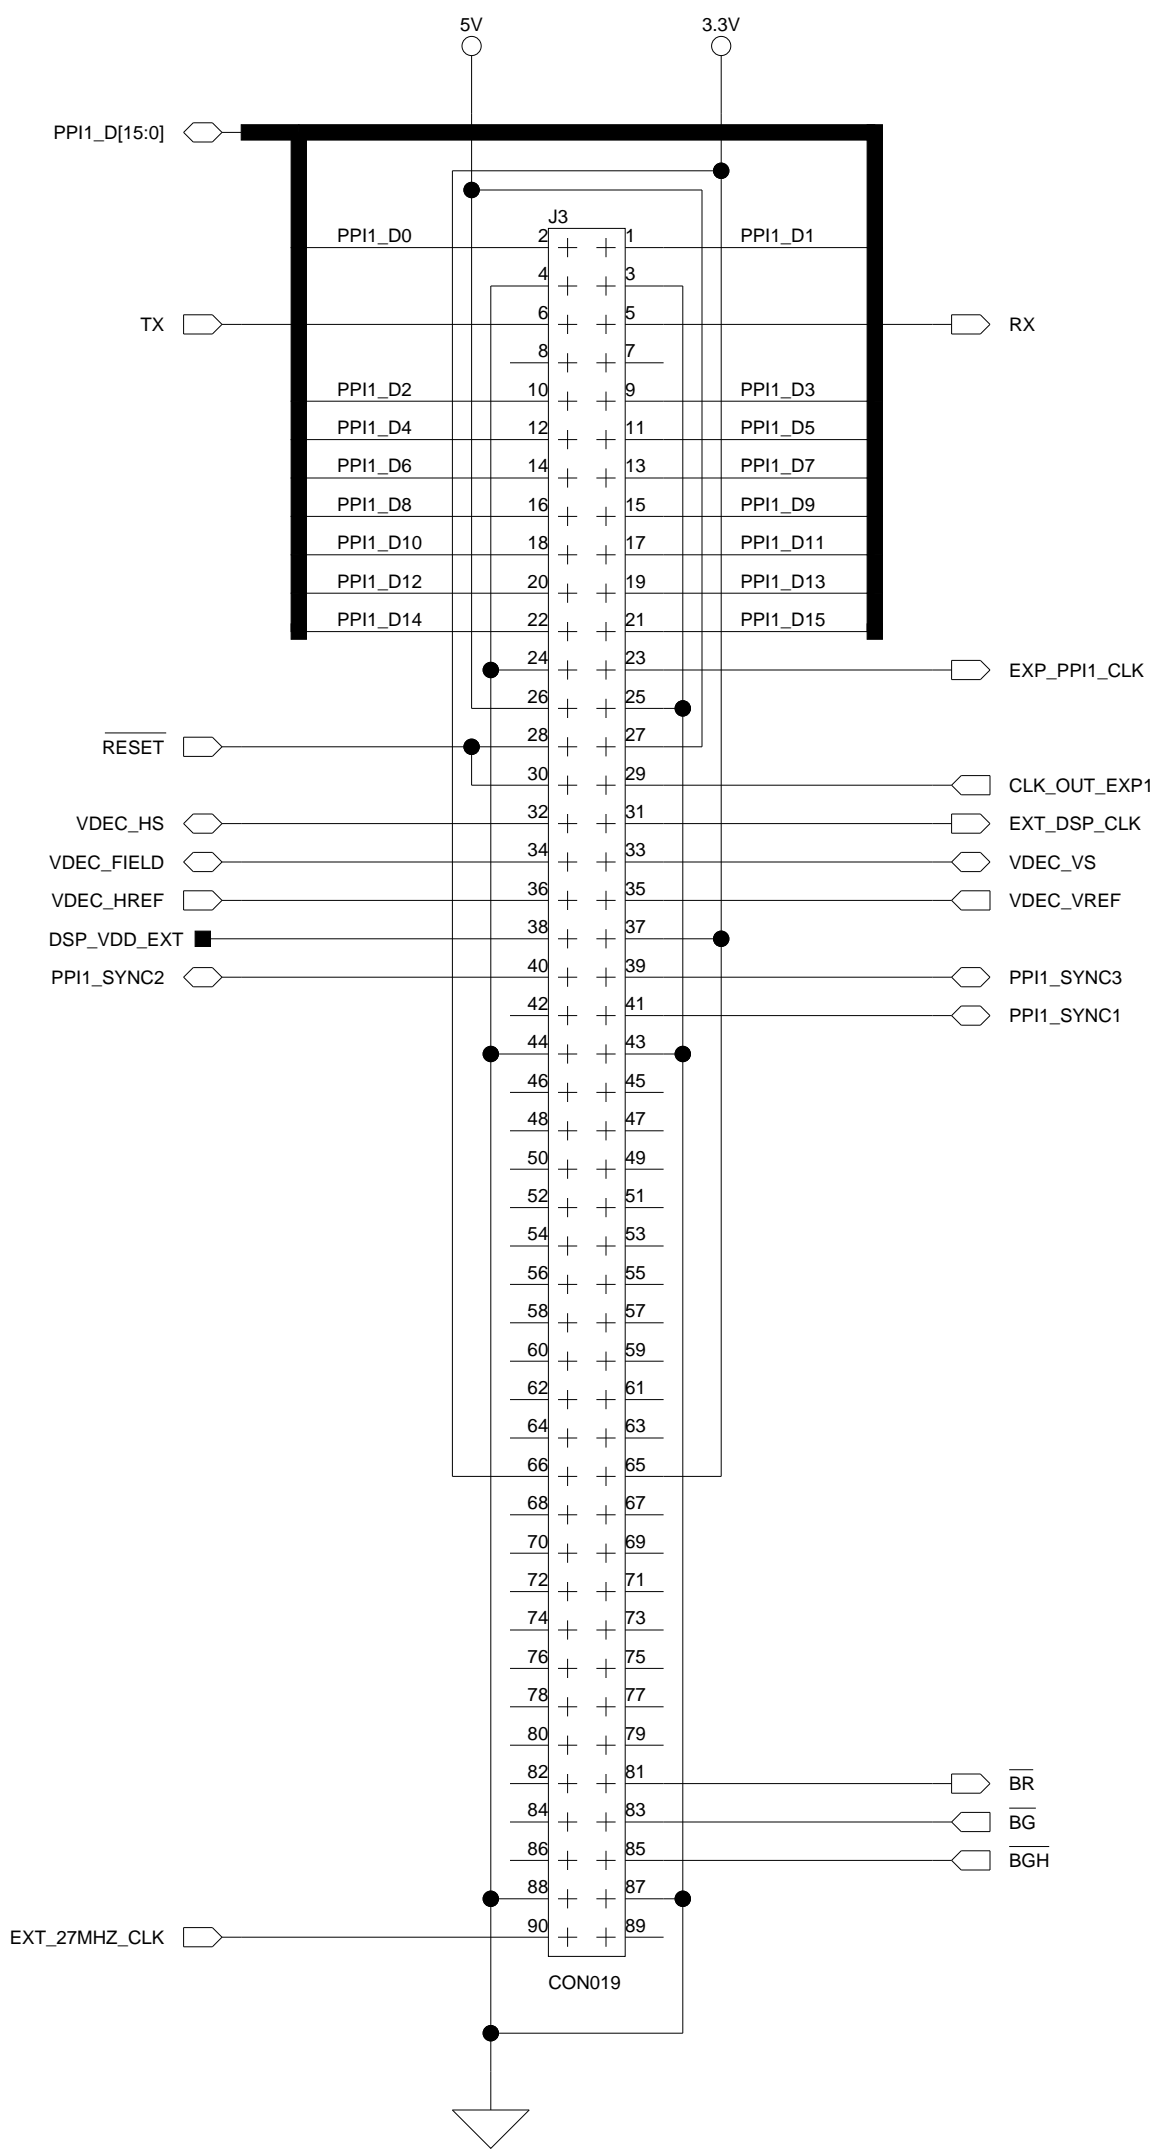 5V 3.3V
PPI1_D[15:0]
J3
PPI1_D0 2 1 PPI1_D1
4 3
TX 6 5 RX
8 7
PPI1_D2 10 9 PPI1_D3
PPI1_D4 12 11 PPI1_D5
PPI1_D6 14 13 PPI1_D7
PPI1_D8 16 15 PPI1_D9
PPI1_D10 18 17 PPI1_D11
PPI1_D12 20 19 PPI1_D13
PPI1_D14 22 21 PPI1_D15
24 23 EXP_PPI1_CLK
26 25
RESET 28 27
30 29 CLK_OUT_EXP1
VDEC_HS 32 31 EXT_DSP_CLK
VDEC_FIELD 34 33 VDEC_VS
VDEC_HREF 36 35 VDEC_VREF
DSP_VDD_EXT 38 37
PPI1_SYNC2 40 39 PPI1_SYNC3
42 41 PPI1_SYNC1
44 43
46 45
48 47
50 49
52 51
54 53
56 55
58 57
60 59
62 61
64 63
66 65
68 67
70 69
72 71
74 73
76 75
78 77
80 79
82 81 BR
84 83 BG
86 85 BGH
88 87
EXT_27MHZ_CLK 90 89
CON019